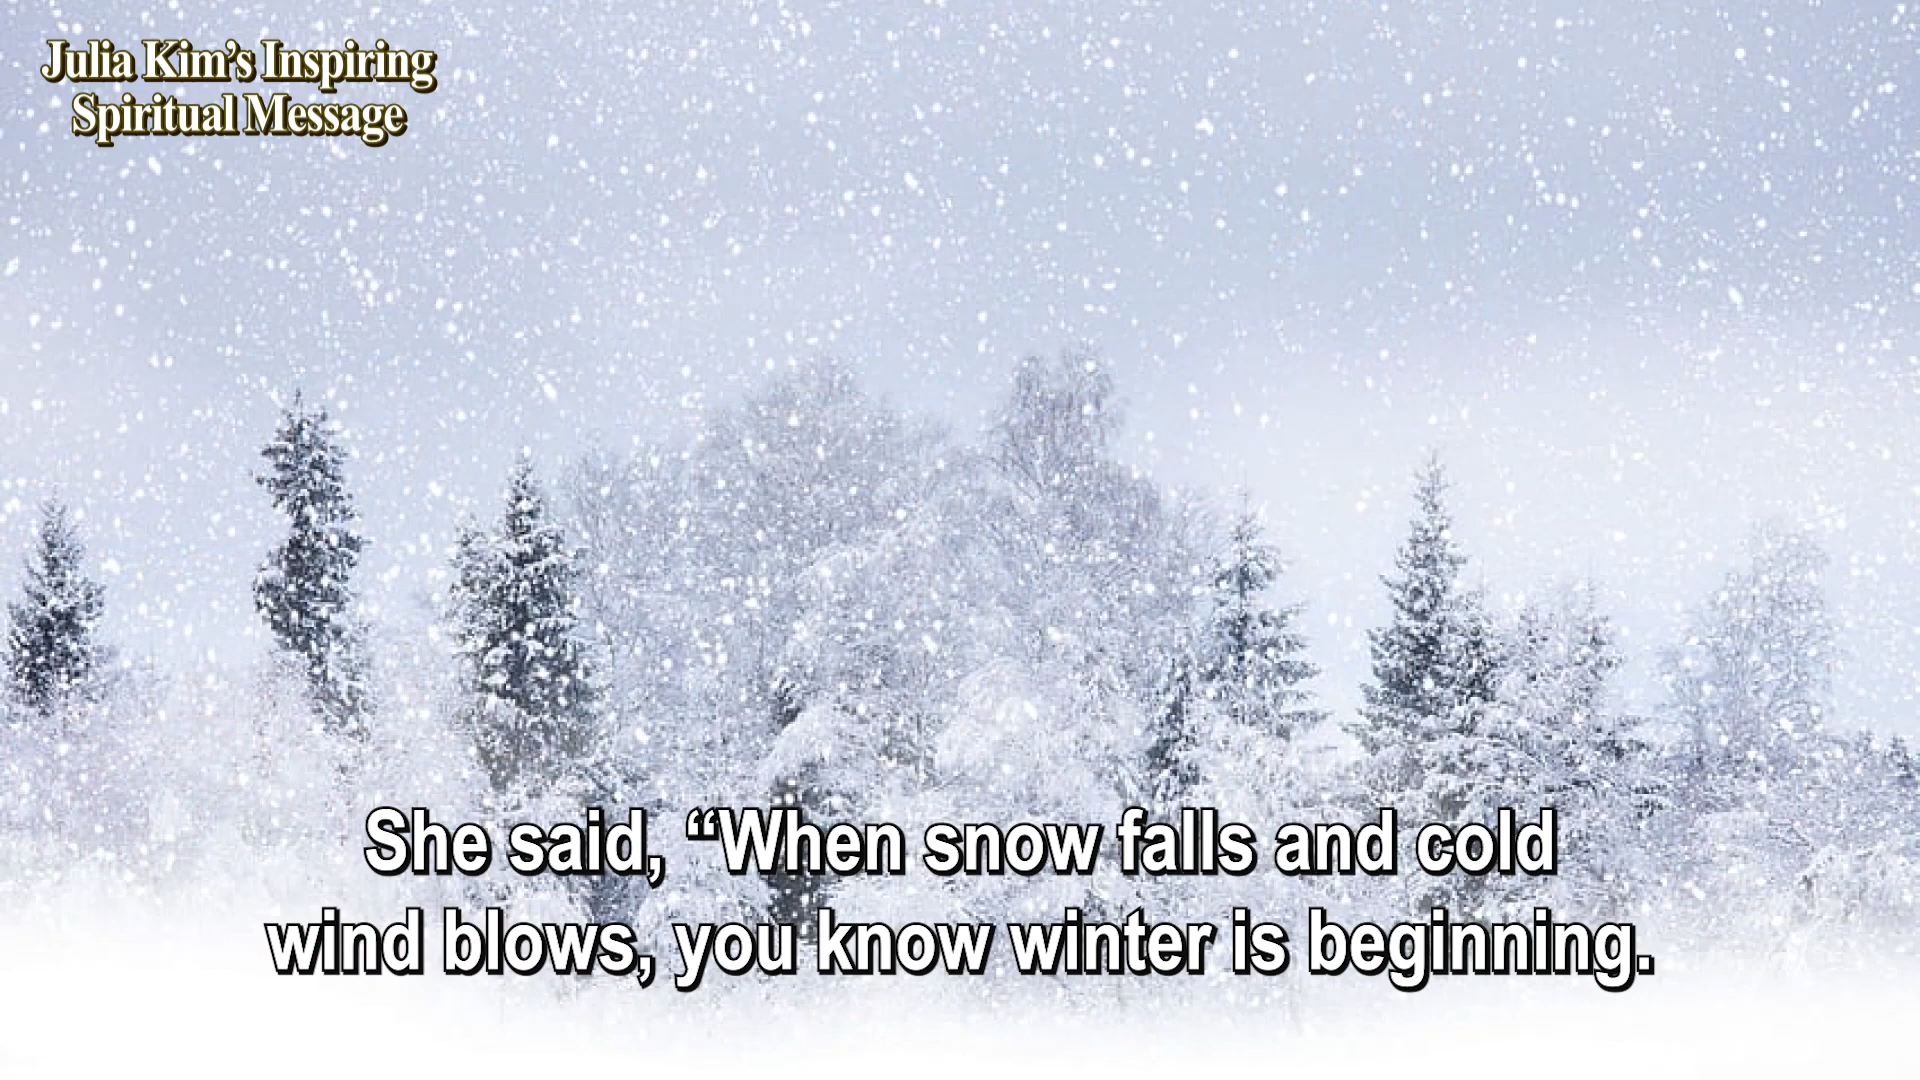 Julia Kim’s Inspiring
Spiritual Message
She said, “When snow falls and cold
wind blows, you know winter is beginning.